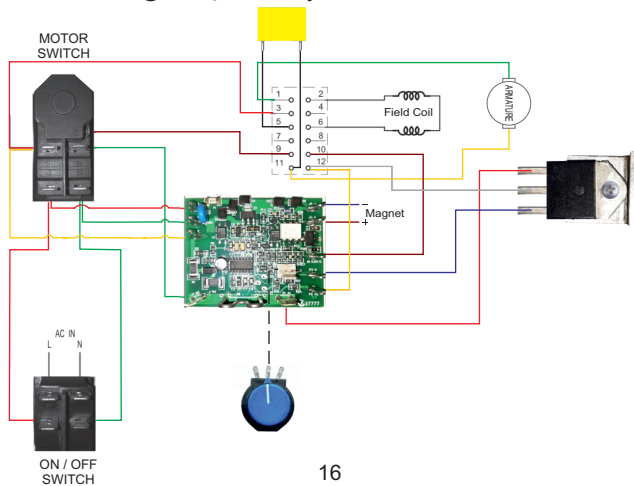 MOTOR
SWITCH
1
2
3
4
5
6
7
8
9
10
11
12
Field Coil
ARMATURE
Magnet
–
+
AC IN
L
N
ON / OFF
SWITCH
16